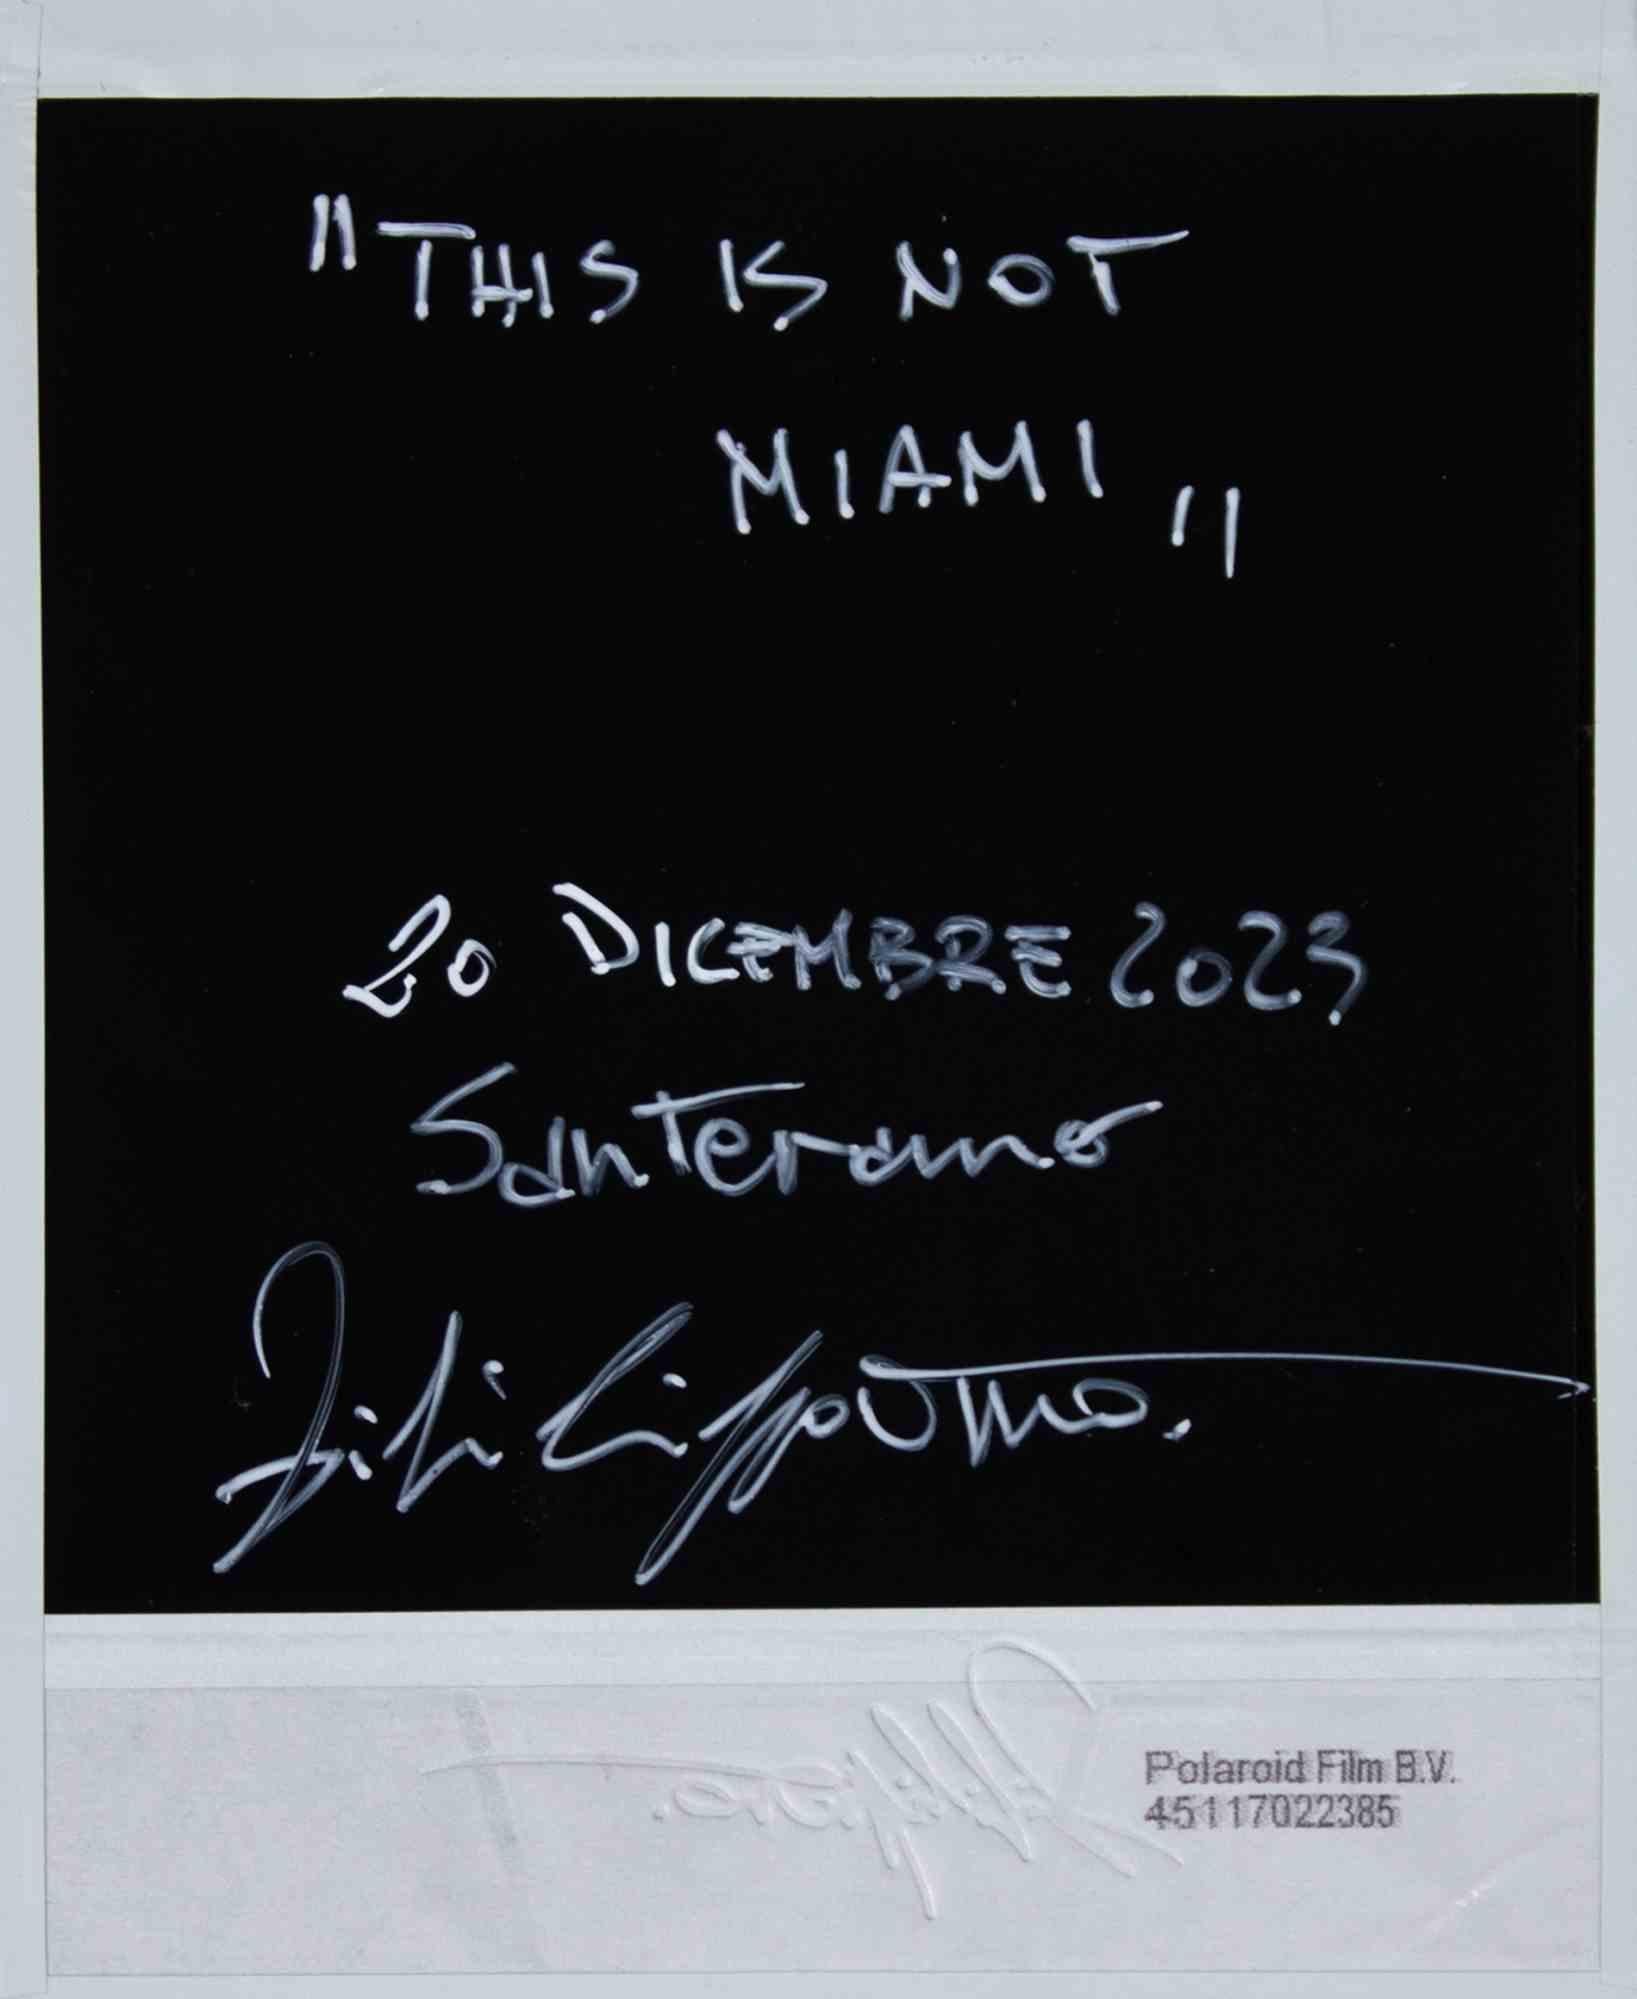 "THIS IS NOT
MIAMI"
20 DICEMBRE 2023
Santeramo
Polaroid Film B.V.
45117022385